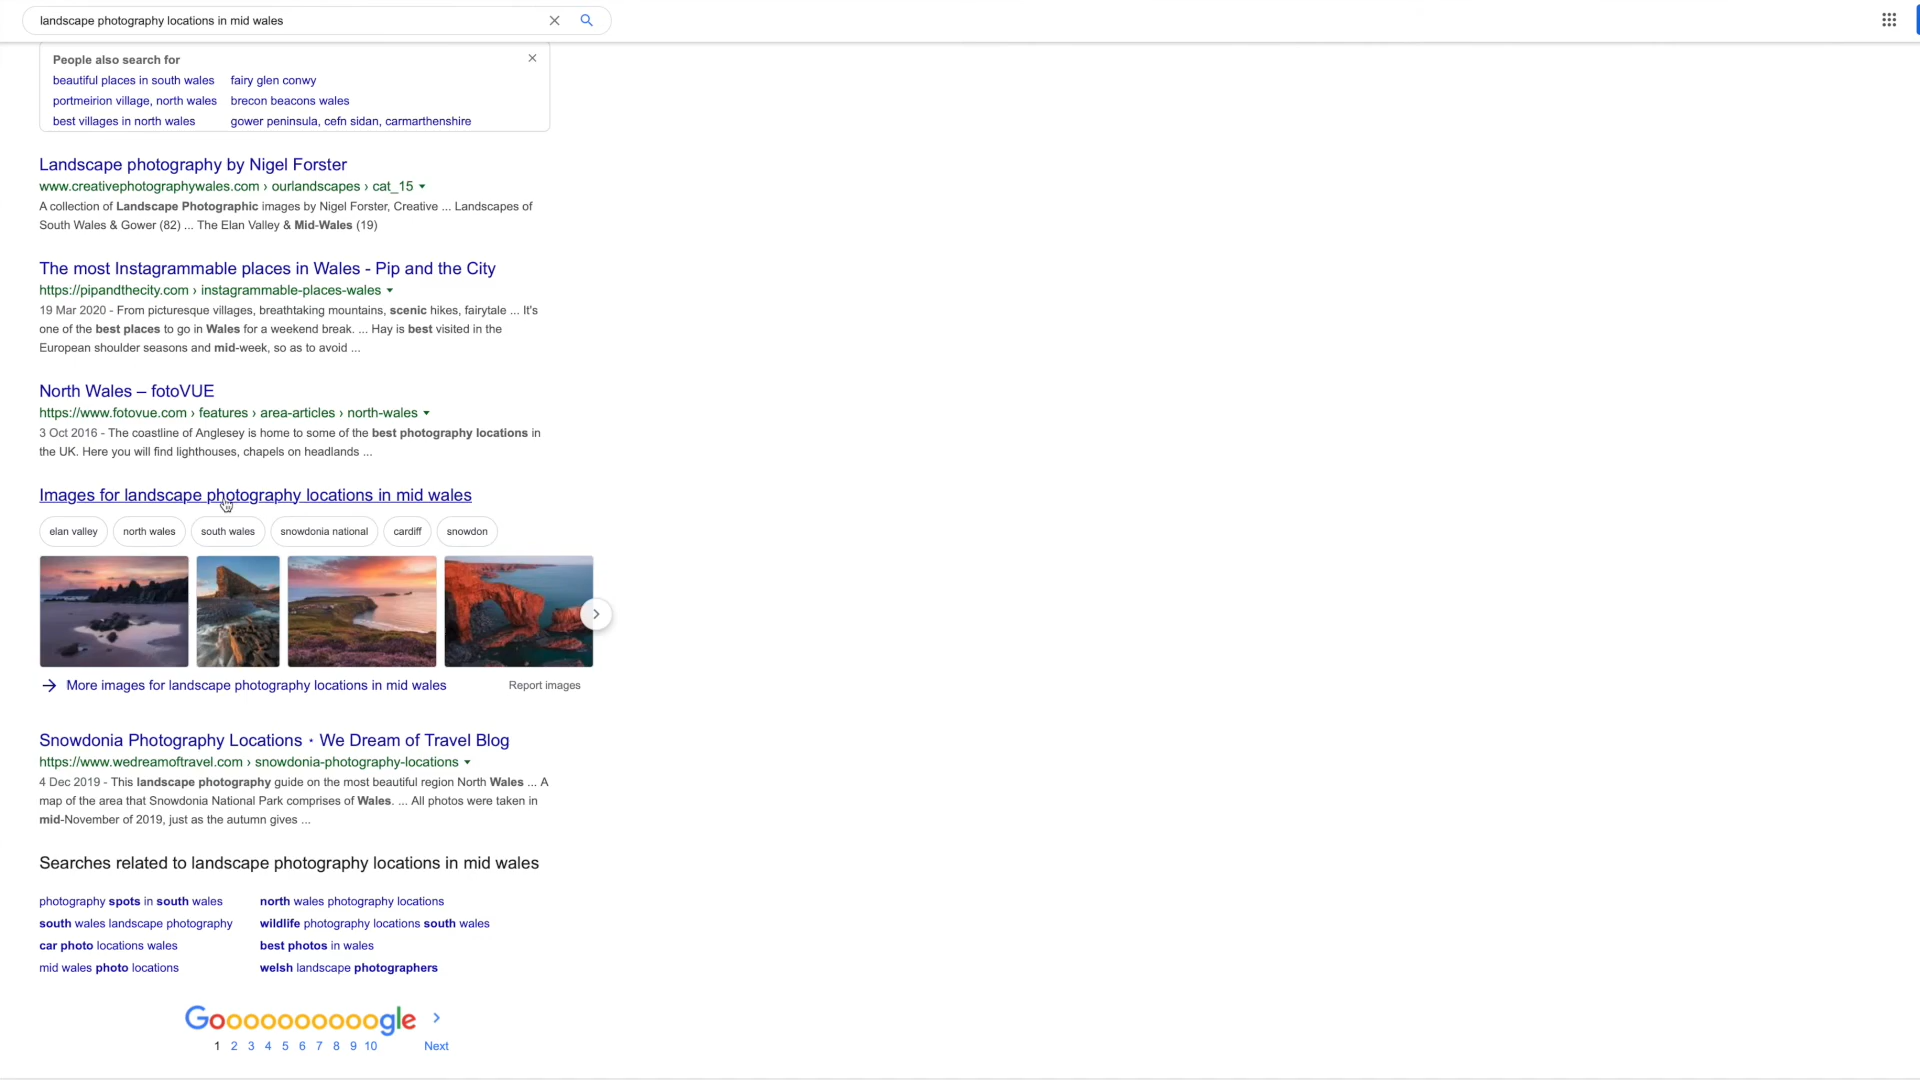 landscape photography locations in mid wales
People also search for
beautiful places in south wales fairy glen conwy
portmeirion village, north wales brecon beacons wales
best villages in north wales gower peninsula, cefn sidan, carmarthenshire
Landscape photography by Nigel Forster
www.creativephotographywales.com › ourlandscapes › cat_15
A collection of Landscape Photographic images by Nigel Forster, Creative ... Landscapes of
South Wales & Gower (82) ... The Elan Valley & Mid-Wales (19)
The most Instagrammable places in Wales - Pip and the City
https://pipandthecity.com › instagrammable-places-wales
19 Mar 2020 - From picturesque villages, breathtaking mountains, scenic hikes, fairytale ... It's
one of the best places to go in Wales for a weekend break. ... Hay is best visited in the
European shoulder seasons and mid-week, so as to avoid ...
North Wales – fotoVUE
https://www.fotovue.com › features › area-articles › north-wales
3 Oct 2016 - The coastline of Anglesey is home to some of the best photography locations in
the UK. Here you will find lighthouses, chapels on headlands ...
Images for landscape photography locations in mid wales
elan valley north wales south wales snowdonia national cardiff snowdon
More images for landscape photography locations in mid wales Report images
Snowdonia Photography Locations ⋆ We Dream of Travel Blog
https://www.wedreamoftravel.com › snowdonia-photography-locations
4 Dec 2019 - This landscape photography guide on the most beautiful region North Wales ... A
map of the area that Snowdonia National Park comprises of Wales. ... All photos were taken in
mid-November of 2019, just as the autumn gives ...
Searches related to landscape photography locations in mid wales
photography spots in south wales north wales photography locations
south wales landscape photography wildlife photography locations south wales
car photo locations wales best photos in wales
mid wales photo locations welsh landscape photographers
Goooooooooogle
1 2 3 4 5 6 7 8 9 10 Next